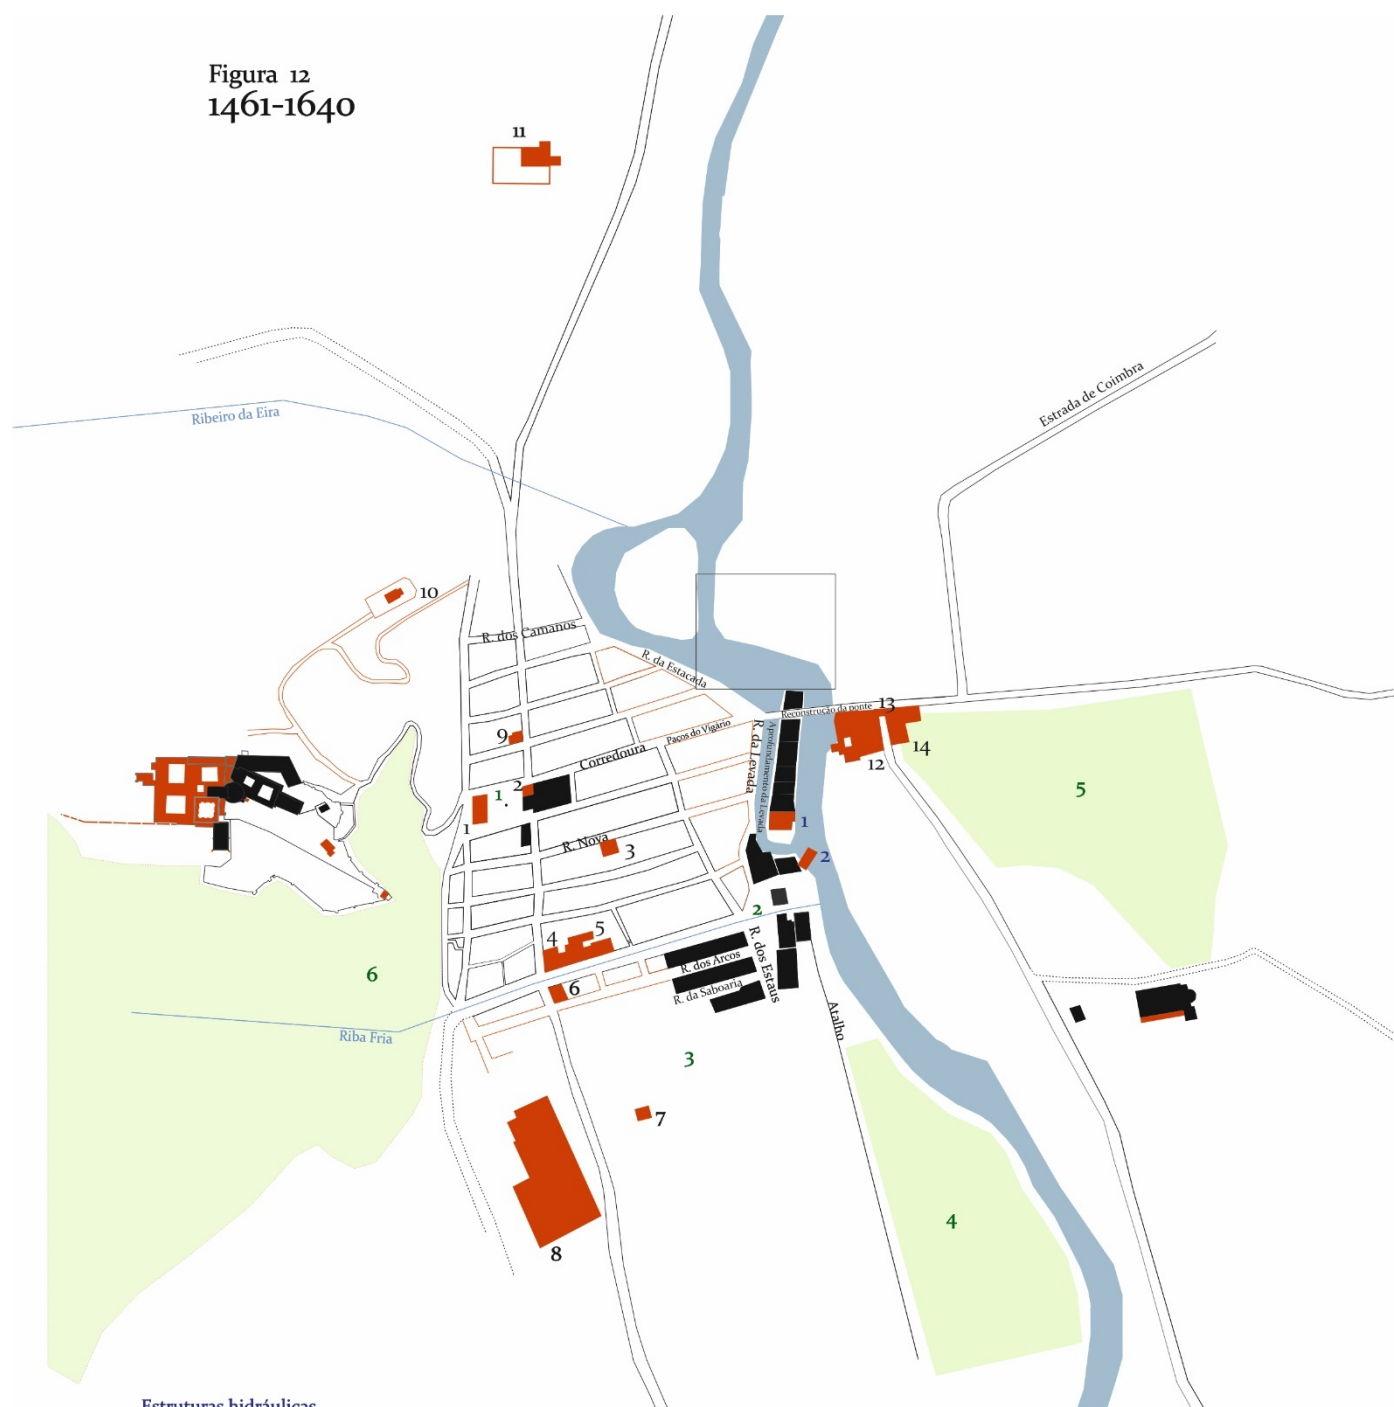 Figura 12
1461-1640
11
Estrada de Coimbra
Ribeiro da Eira
10
R. dos Camanos
R. da Estacada
13
Reconstrução da ponte
Paços do Vigário
R. da Levada
Aprofundamento da Levada
9
14
12
Corredoura
5
1
2
1
1
R. Nova
3
2
2
4
5
R. dos Arcos
R. dos Estaus
6
6
R. da Saboaria
Atalho
Riba Fria
3
7
4
8
Estruturas hidráulicas